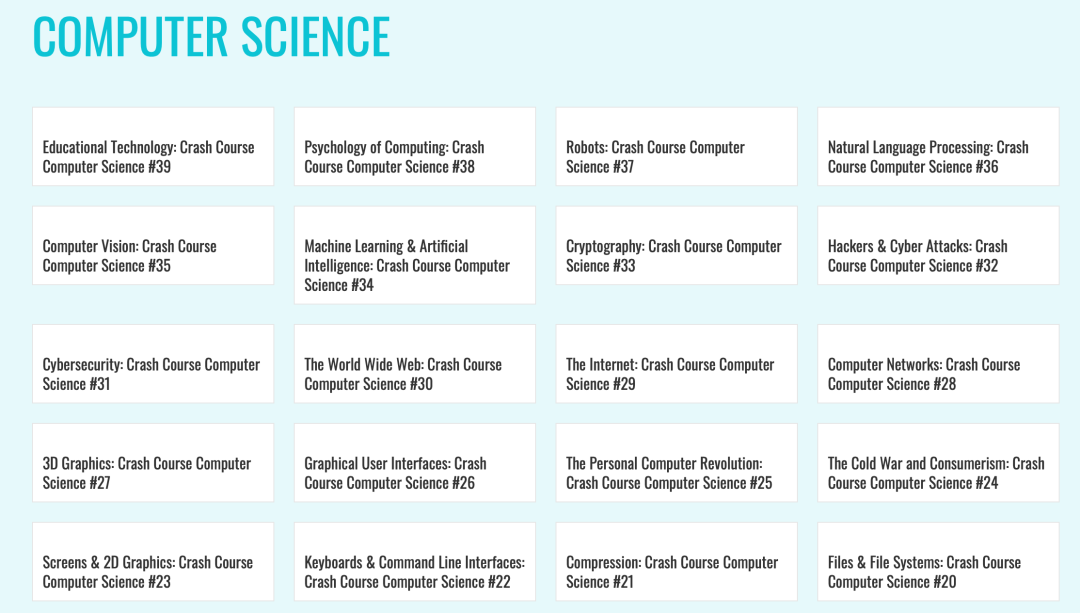 COMPUTER SCIENCE
Educational Technology: Crash Course
Computer Science #39
Psychology of Computing: Crash
Course Computer Science #38
Robots: Crash Course Computer
Science #37
Natural Language Processing: Crash
Course Computer Science #36
Computer Vision: Crash Course
Computer Science #35
Machine Learning & Artificial
Intelligence: Crash Course Computer
Science #34
Cryptography: Crash Course Computer
Science #33
Hackers & Cyber Attacks: Crash
Course Computer Science #32
Cybersecurity: Crash Course Computer
Science #31
The World Wide Web: Crash Course
Computer Science #30
The Internet: Crash Course Computer
Science #29
Computer Networks: Crash Course
Computer Science #28
3D Graphics: Crash Course Computer
Science #27
Graphical User Interfaces: Crash
Course Computer Science #26
The Personal Computer Revolution:
Crash Course Computer Science #25
The Cold War and Consumerism: Crash
Course Computer Science #24
Screens & 2D Graphics: Crash Course
Computer Science #23
Keyboards & Command Line Interfaces:
Crash Course Computer Science #22
Compression: Crash Course Computer
Science #21
Files & File Systems: Crash Course
Computer Science #20